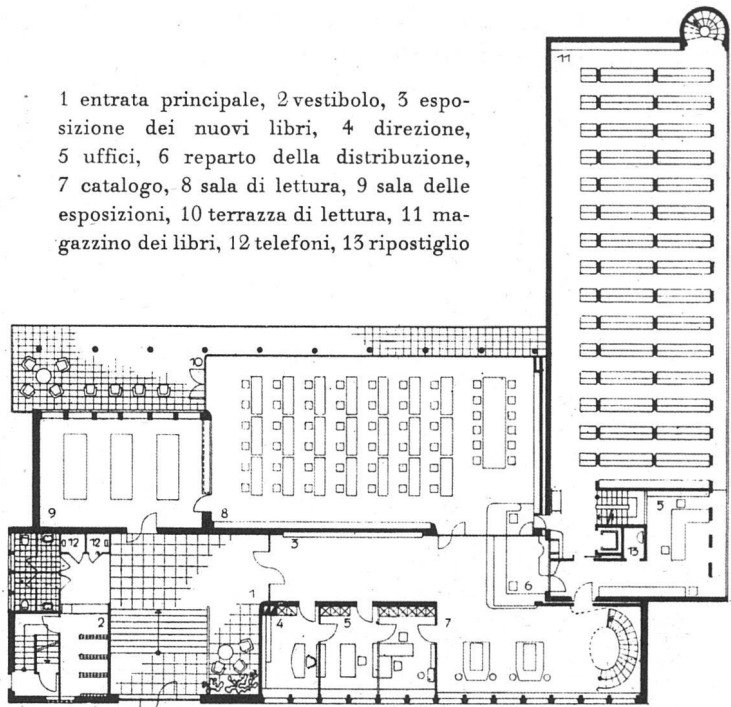 1 entrata principale, 2 vestibolo, 3 espo-
sizione dei nuovi libri, 4 direzione,
5 uffici, 6 reparto della distribuzione,
7 catalogo, 8 sala di lettura, 9 sala delle
esposizioni, 10 terrazza di lettura, 11 ma-
gazzino dei libri, 12 telefoni, 13 ripostiglio
11
10
9
8
5
12
12
13
3
1
6
2
4
5
7